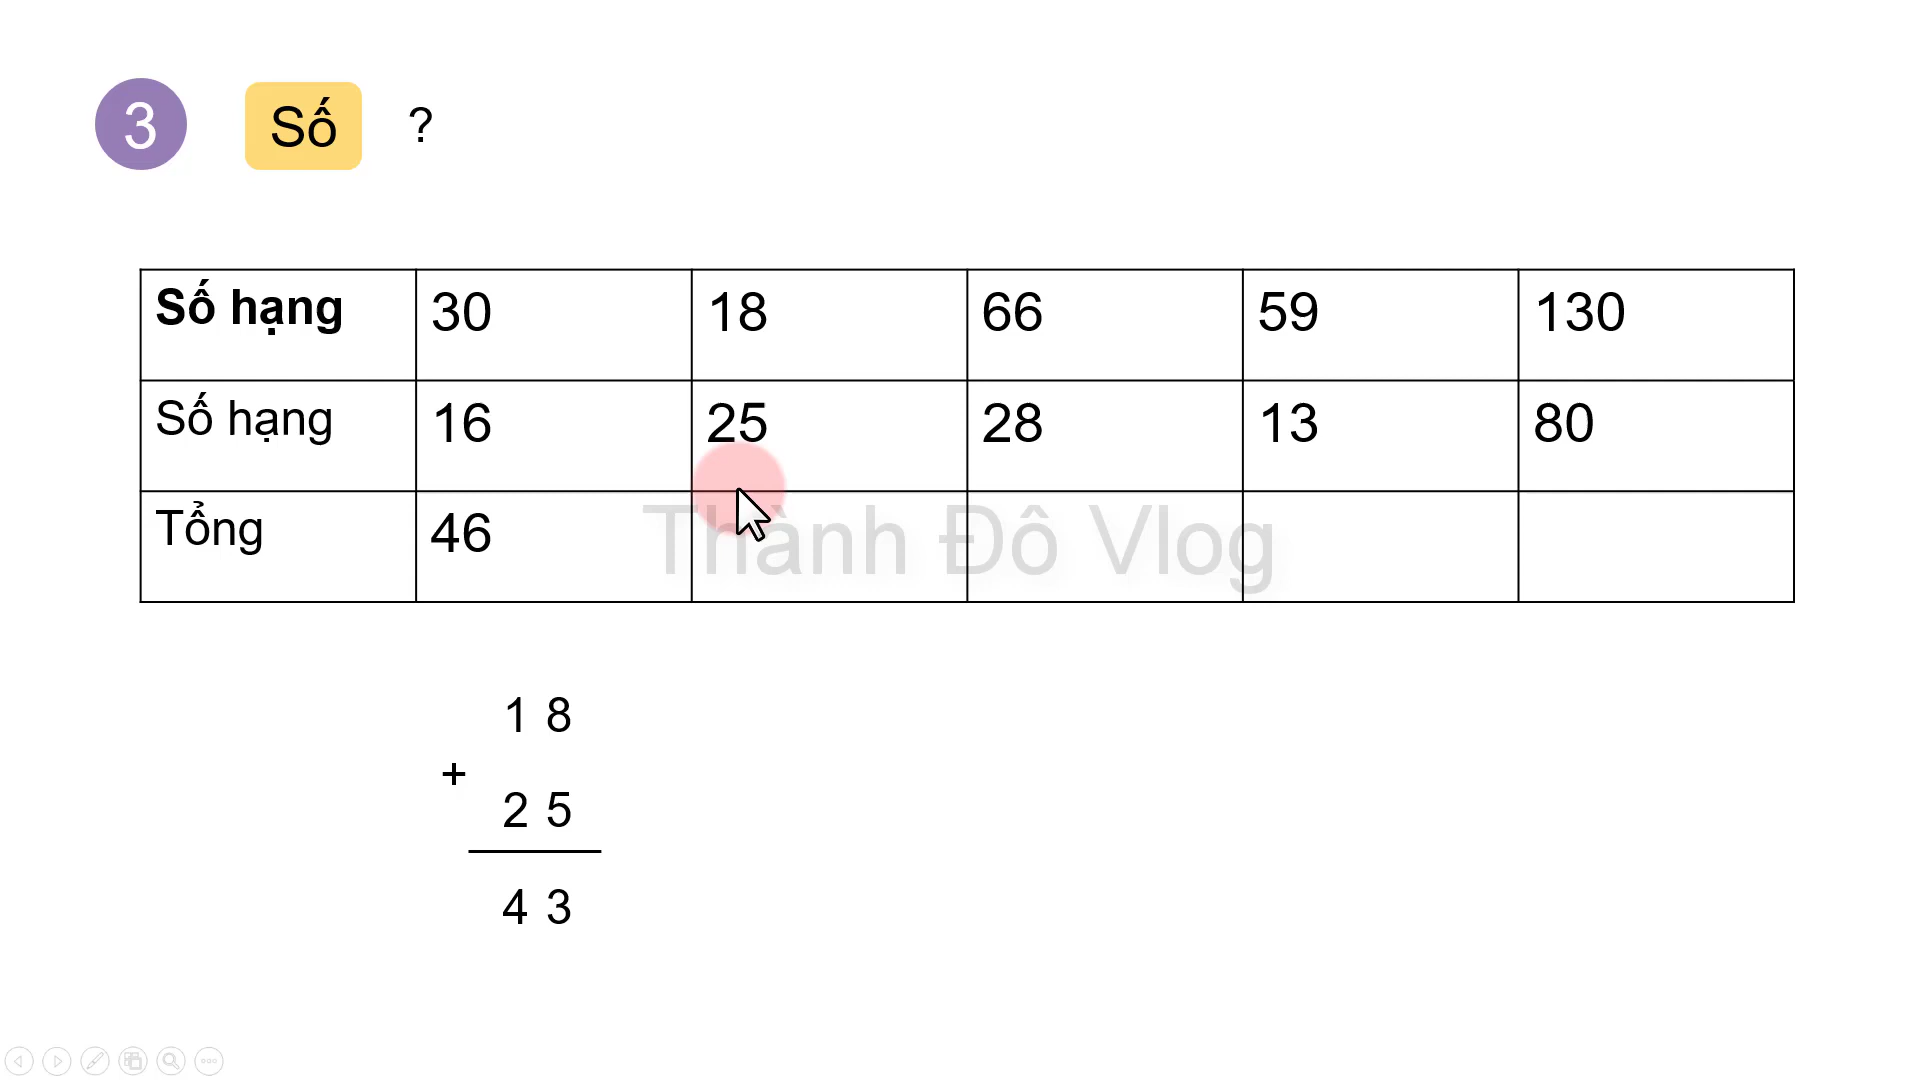 3 Số ?
Số hạng 30 18 66 59 130
Số hạng 16 25 28 13 80
Tổng 46
Thành Đô Vlog
1 8
+
2 5
4 3